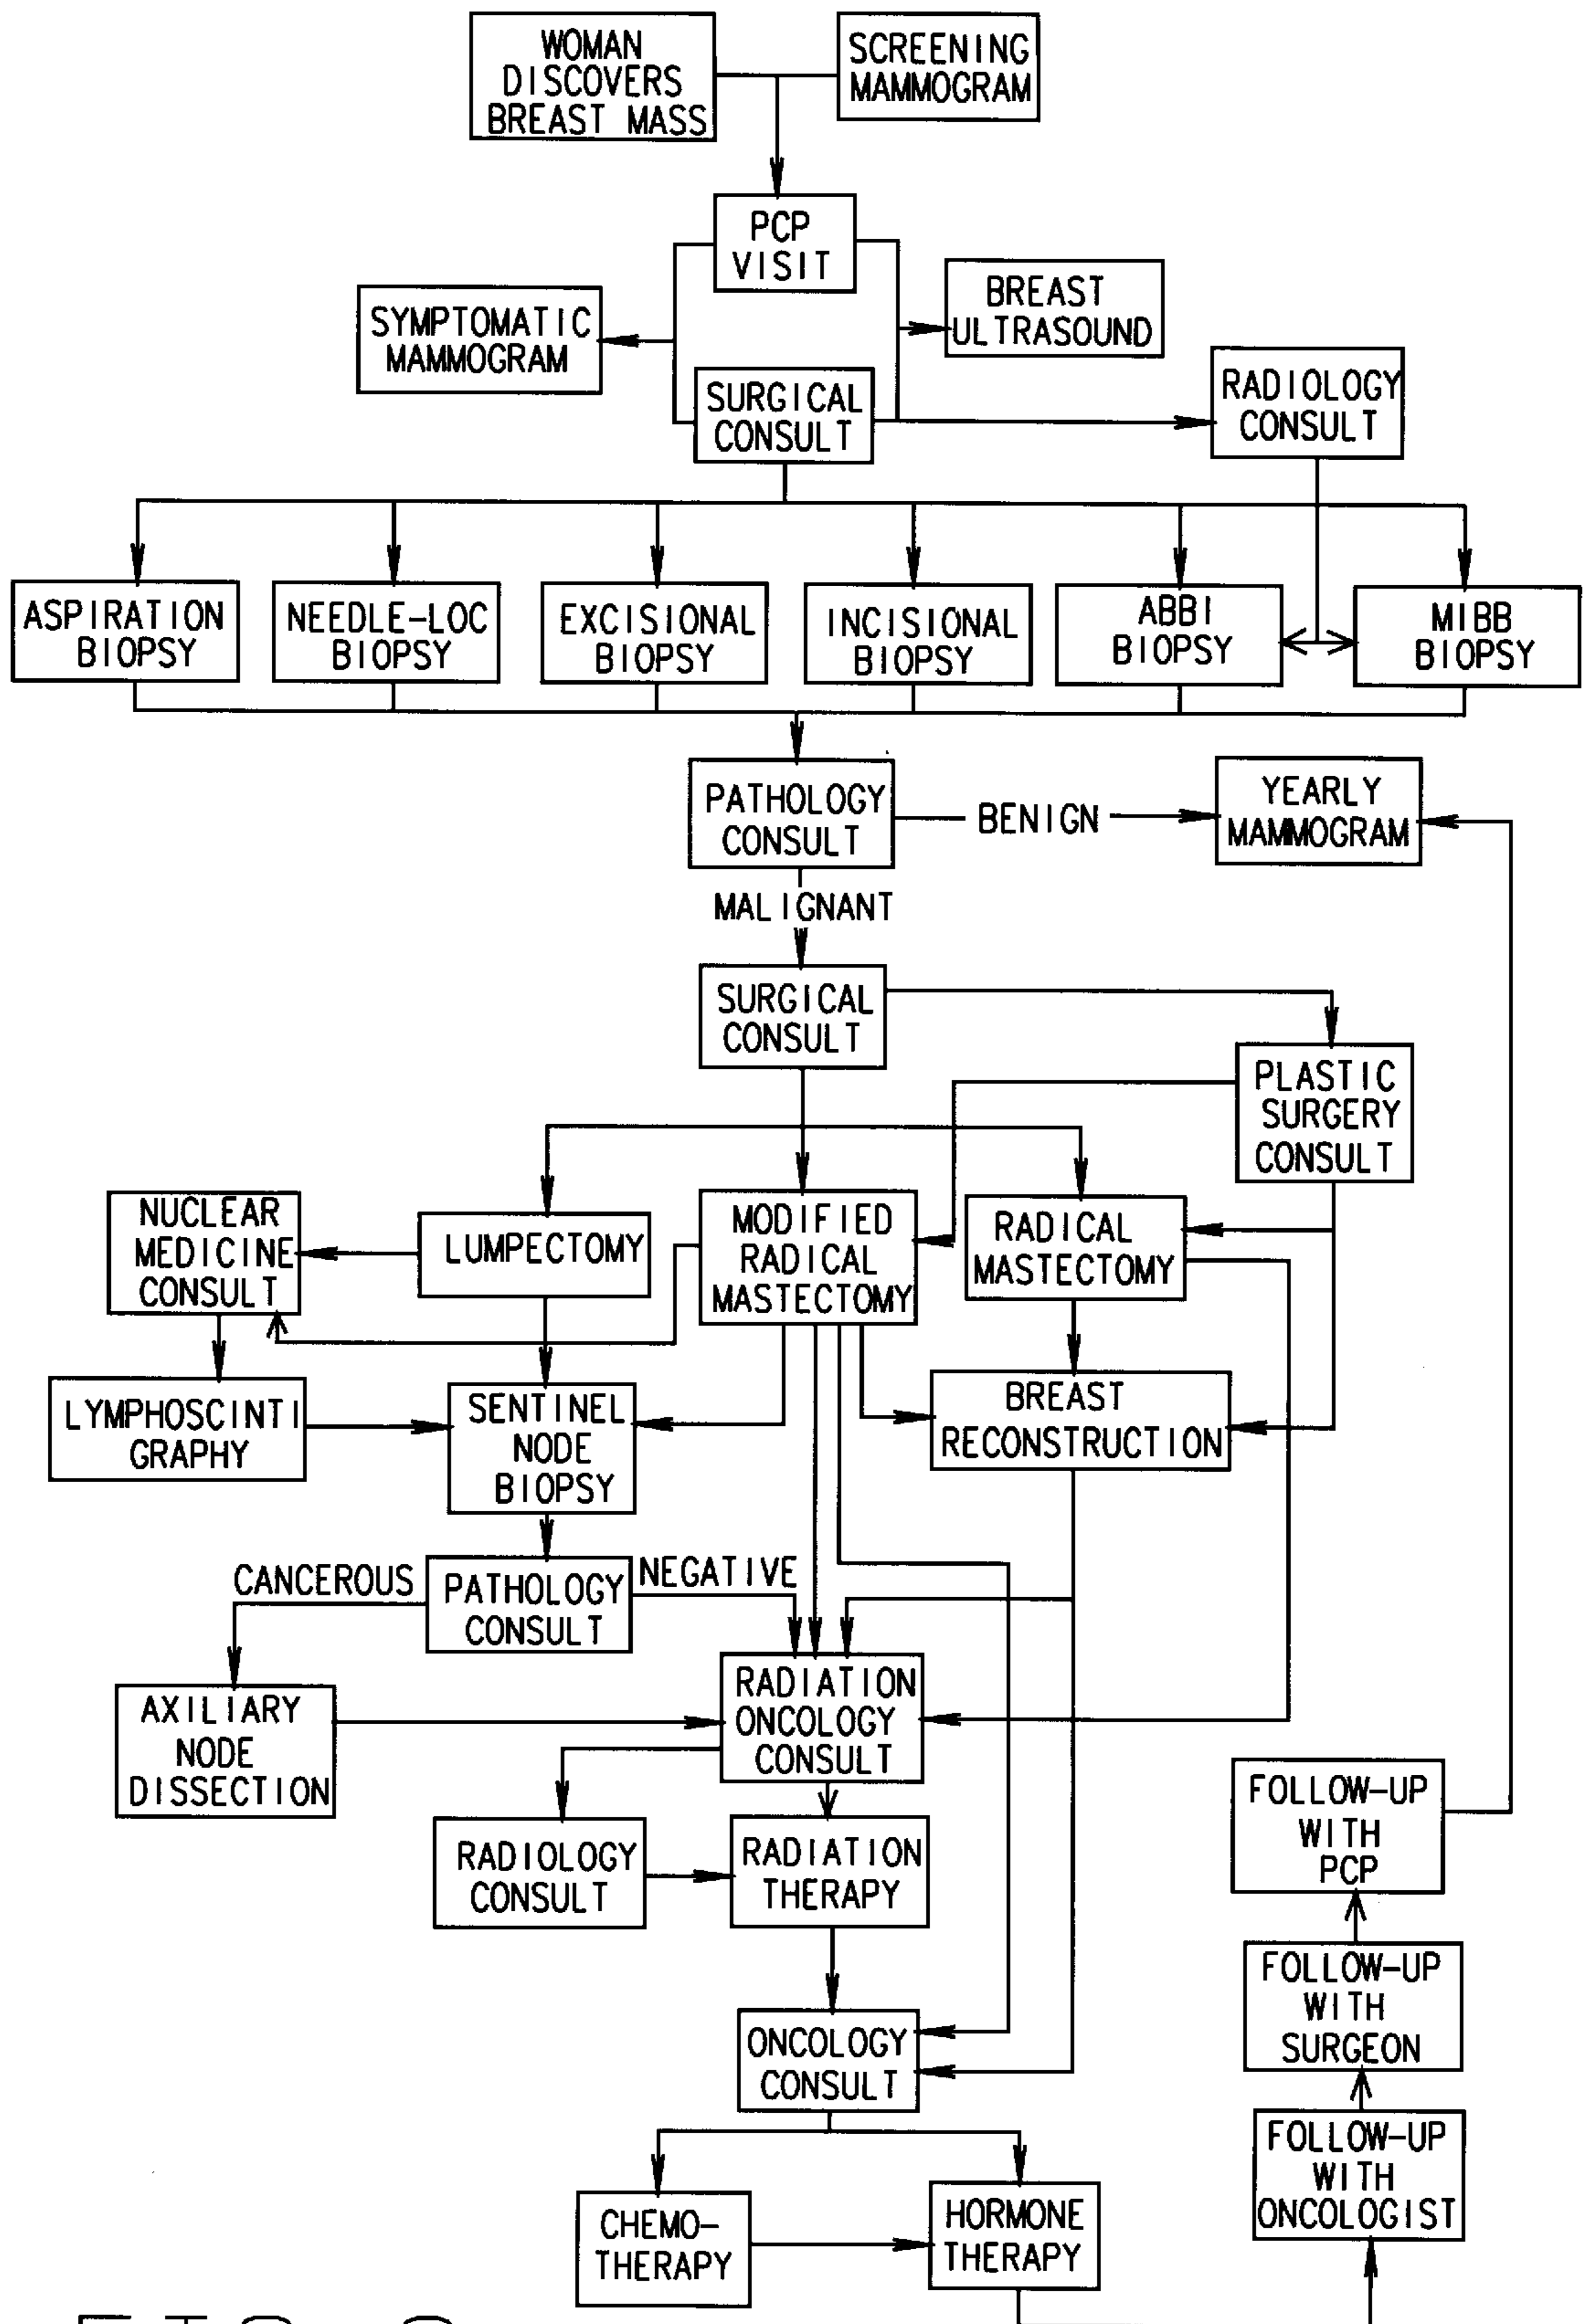 WOMAN
DISCOVERS
BREAST MASS
SCREENING
MAMMOGRAM
PCP
VISIT
SYMPTOMATIC
MAMMOGRAM
BREAST
ULTRASOUND
SURGICAL
CONSULT
RADIOLOGY
CONSULT
ASPIRATION
BIOPSY
NEEDLE-LOC
BIOPSY
EXCISIONAL
BIOPSY
INCISIONAL
BIOPSY
ABBI
BIOPSY
MIBB
BIOPSY
PATHOLOGY
CONSULT
BENIGN
YEARLY
MAMMOGRAM
MALIGNANT
SURGICAL
CONSULT
PLASTIC
SURGERY
CONSULT
NUCLEAR
MEDICINE
CONSULT
LUMPECTOMY
MODIFIED
RADICAL
MASTECTOMY
RADICAL
MASTECTOMY
LYMPHOSCINTI
GRAPHY
SENTINEL
NODE
BIOPSY
BREAST
RECONSTRUCTION
CANCEROUS
PATHOLOGY
CONSULT
NEGATIVE
AXILIARY
NODE
DISSECTION
RADIATION
ONCOLOGY
CONSULT
RADIOLOGY
CONSULT
RADIATION
THERAPY
FOLLOW-UP
WITH
PCP
FOLLOW-UP
WITH
SURGEON
ONCOLOGY
CONSULT
FOLLOW-UP
WITH
ONCOLOGIST
CHEMO-
THERAPY
HORMONE
THERAPY